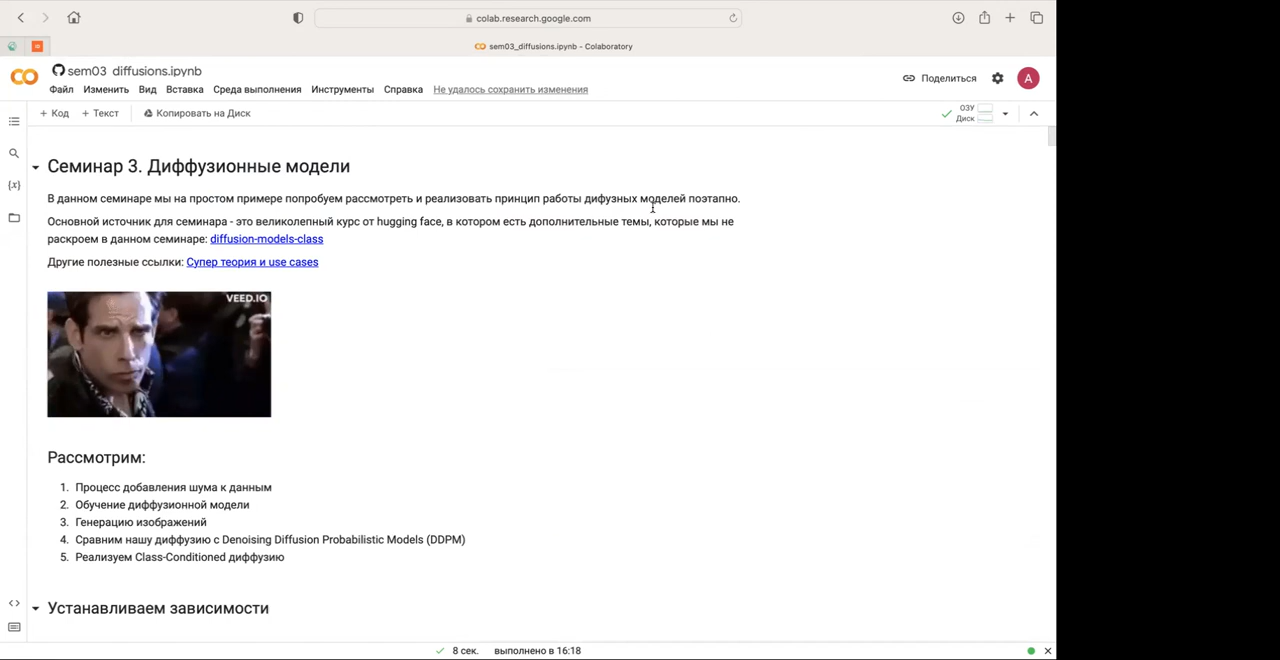 colab.research.google.com
sem03_diffusions.ipynb - Colaboratory
sem03 diffusions.ipynb
Поделиться
A
Файл Изменить Вид Вставка Среда выполнения Инструменты Справка Не удалось сохранить изменения
+ Код + Текст Копировать на Диск
ОЗУ
Диск
Семинар 3. Диффузионные модели
{x}
В данном семинаре мы на простом примере попробуем рассмотреть и реализовать принцип работы дифузных моделей поэтапно.
Основной источник для семинара - это великолепный курс от hugging face, в котором есть дополнительные темы, которые мы не
раскроем в данном семинаре: diffusion-models-class
Другие полезные ссылки: Супер теория и use cases
VEED.IO
Рассмотрим:
1. Процесс добавления шума к данным
2. Обучение диффузионной модели
3. Генерацию изображений
4. Сравним нашу диффузию с Denoising Diffusion Probabilistic Models (DDPM)
5. Реализуем Class-Conditioned диффузию
Устанавливаем зависимости
8 сек. выполнено в 16:18